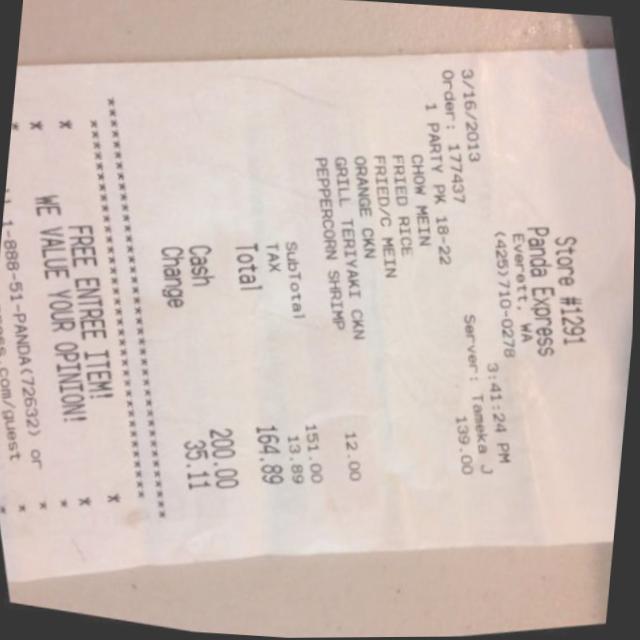 Store #1291
Panda Express
Everett, WA
(425)710-0278
3/16/2013 3:41:24 PM
Order: 177437 Server: Tameka J
1 PARTY PK 18-22 139.00
CHOW MEIN
FRIED RICE
FRIED/C MEIN
ORANGE CKN
GRILL TERIYAKI CKN
PEPPERCORN SHRIMP 12.00
SubTotal 151.00
TAX 13.89
Total 164.89
Cash 200.00
Change 35.11
FREE ENTREE ITEM!
WE VALUE YOUR OPINION!
1-888-51-PANDA(72632) or
.com/guest